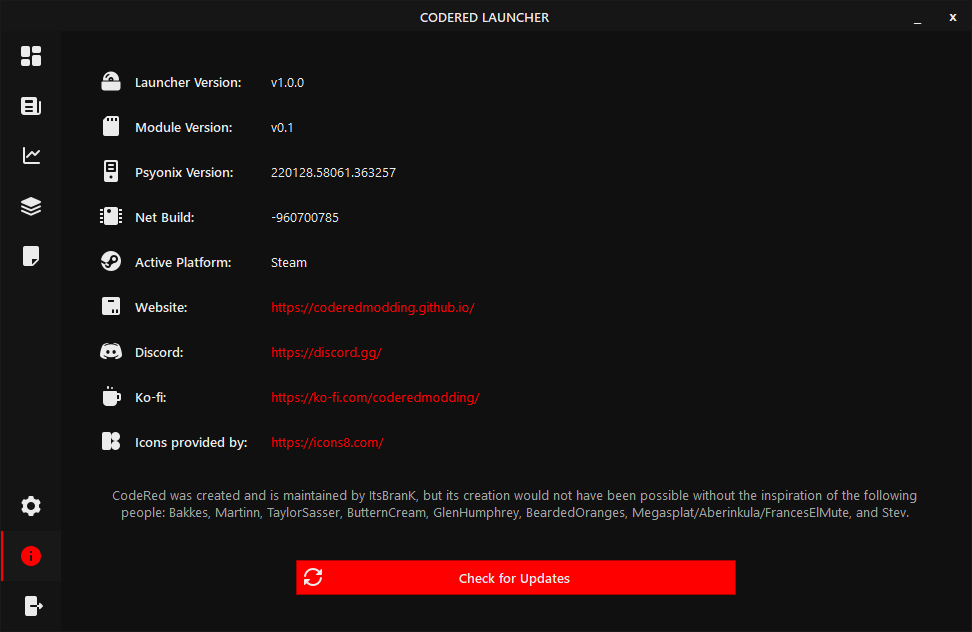 CODERED LAUNCHER
_ x
Launcher Version: v1.0.0
Module Version: v0.1
Psyonix Version: 220128.58061.363257
Net Build: -960700785
Active Platform: Steam
Website: https://coderedmodding.github.io/
Discord: https://discord.gg/
Ko-fi: https://ko-fi.com/coderedmodding/
Icons provided by: https://icons8.com/
CodeRed was created and is maintained by ItsBranK, but its creation would not have been possible without the inspiration of the following
people: Bakkes, Martinn, TaylorSasser, ButternCream, GlenHumphrey, BeardedOranges, Megasplat/Aberinkula/FrancesElMute, and Stev.
Check for Updates